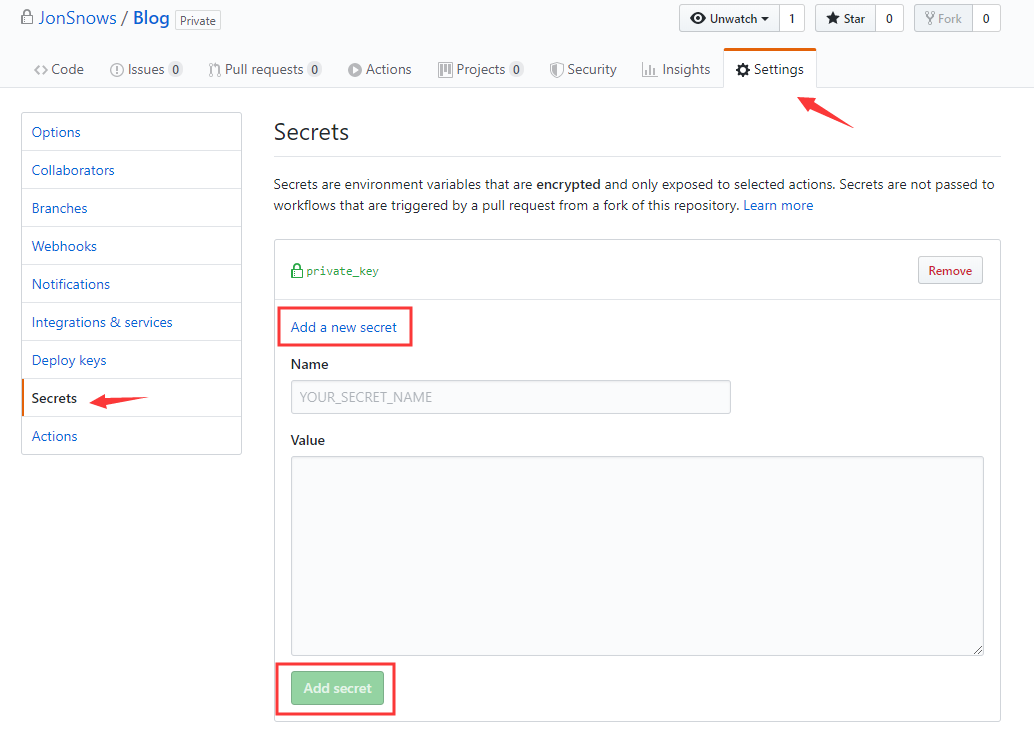 JonSnows / Blog Private
Unwatch 1 Star 0 Fork 0
Code Issues 0 Pull requests 0 Actions Projects 0 Security Insights Settings
Options
Collaborators
Branches
Webhooks
Notifications
Integrations & services
Deploy keys
Secrets
Actions
Secrets
Secrets are environment variables that are encrypted and only exposed to selected actions. Secrets are not passed to
workflows that are triggered by a pull request from a fork of this repository. Learn more
private_key Remove
Add a new secret
Name
YOUR_SECRET_NAME
Value
Add secret